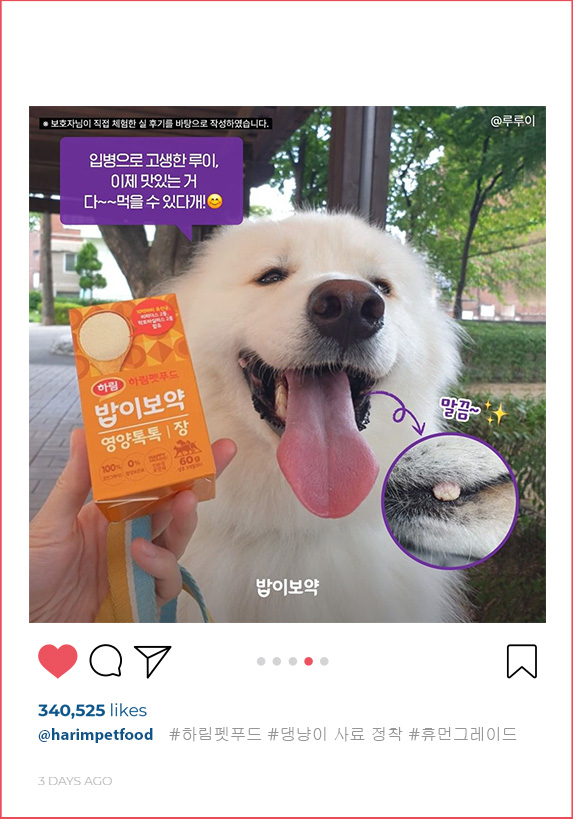 ※ 보호자님이 직접 체험한 실 후기를 바탕으로 작성하였습니다.
@루루이
입병으로 고생한 루이,
이제 맛있는 거
다~~먹을 수 있다개!😊
하림
하림펫푸드
밥이보약
영양톡톡 | 장
100%
0%
60g
말끔~✨
밥이보약
340,525 likes
@harimpetfood #하림펫푸드 #댕냥이 사료 정착 #휴먼그레이드
3 DAYS AGO